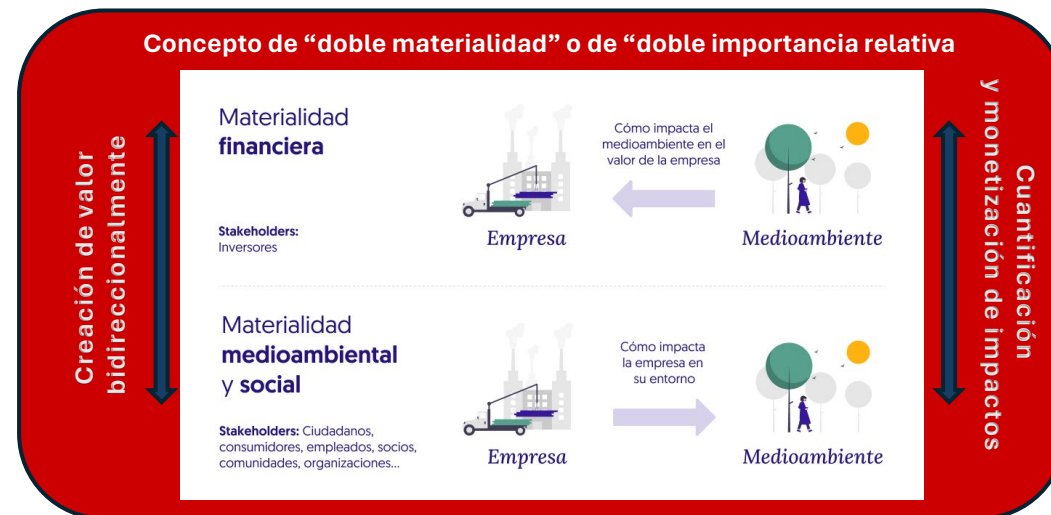 Concepto de “doble materialidad” o de “doble importancia relativa
Creación de valor
bidireccionalmente
Materialidad
financiera
Stakeholders:
Inversores
Empresa
Cómo impacta el
medioambiente en el
valor de la empresa
Medioambiente
Materialidad
medioambiental
y social
Stakeholders: Ciudadanos,
consumidores, empleados, socios,
comunidades, organizaciones...
Empresa
Cómo impacta
la empresa en
su entorno
Medioambiente
Cuantificación
y monetización de impactos